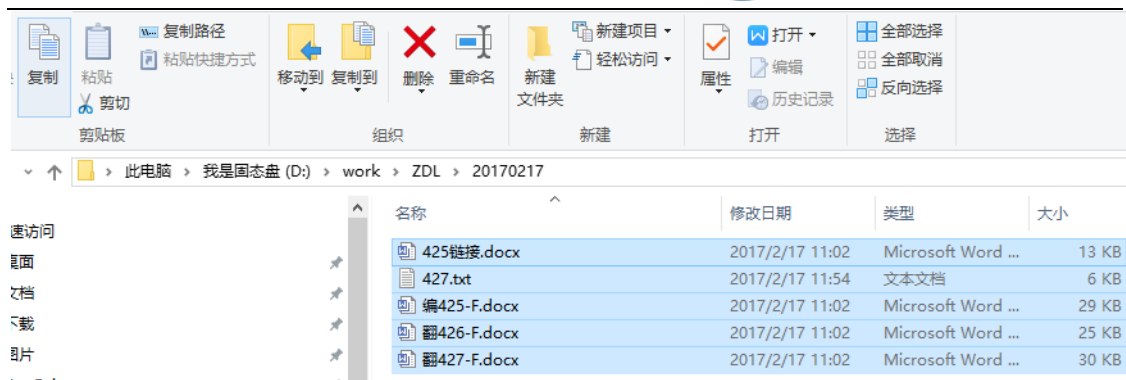 复制
粘贴
复制路径
粘贴快捷方式
剪切
剪贴板
移动到
复制到
删除
重命名
组织
新建
文件夹
新建项目
轻松访问
新建
属性
打开
编辑
历史记录
打开
全部选择
全部取消
反向选择
选择
此电脑 > 我是固态盘 (D:) > work > ZDL > 20170217
速访问
桌面
文档
下载
图片
名称 修改日期 类型 大小
425链接.docx 2017/2/17 11:02 Microsoft Word ... 13 KB
427.txt 2017/2/17 11:54 文本文档 6 KB
编425-F.docx 2017/2/17 11:02 Microsoft Word ... 29 KB
翻426-F.docx 2017/2/17 11:02 Microsoft Word ... 25 KB
翻427-F.docx 2017/2/17 11:02 Microsoft Word ... 30 KB